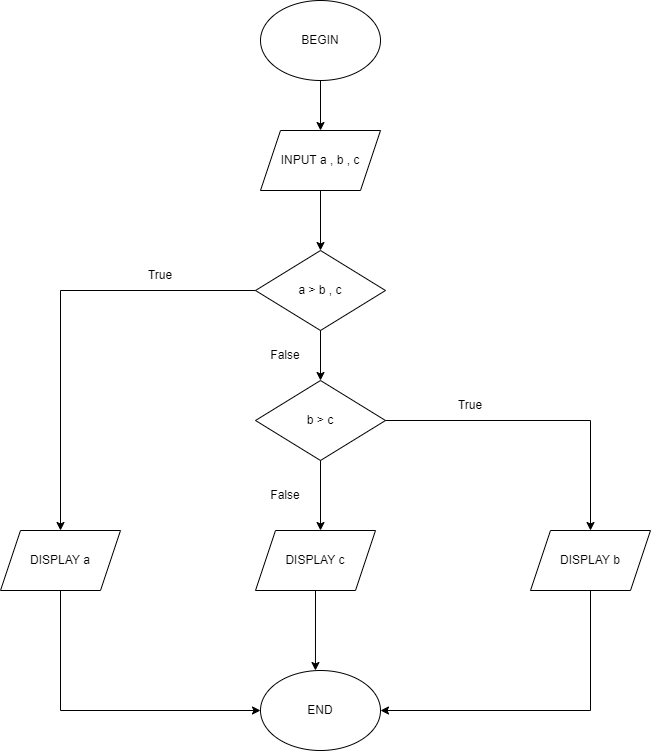 BEGIN
INPUT a , b , c
a > b , c
True
False
b > c
True
False
DISPLAY a
DISPLAY c
DISPLAY b
END